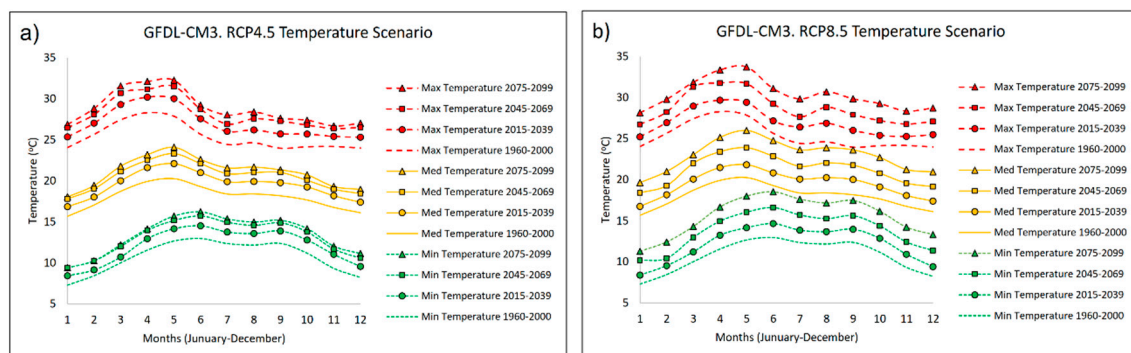 a)
GFDL-CM3. RCP4.5 Temperature Scenario
35
30
25
20
15
10
5
Temperature (ºC)
1 2 3 4 5 6 7 8 9 10 11 12
Months (Junuary-December)
Max Temperature 2075-2099
Max Temperature 2045-2069
Max Temperature 2015-2039
Max Temperature 1960-2000
Med Temperature 2075-2099
Med Temperature 2045-2069
Med Temperature 2015-2039
Med Temperature 1960-2000
Min Temperature 2075-2099
Min Temperature 2045-2069
Min Temperature 2015-2039
Min Temperature 1960-2000
b)
GFDL-CM3. RCP8.5 Temperature Scenario
35
30
25
20
15
10
5
Temperature (ºC)
1 2 3 4 5 6 7 8 9 10 11 12
Months (Junuary-December)
Max Temperature 2075-2099
Max Temperature 2045-2069
Max Temperature 2015-2039
Max Temperature 1960-2000
Med Temperature 2075-2099
Med Temperature 2045-2069
Med Temperature 2015-2039
Med Temperature 1960-2000
Min Temperature 2075-2099
Min Temperature 2045-2069
Min Temperature 2015-2039
Min Temperature 1960-2000